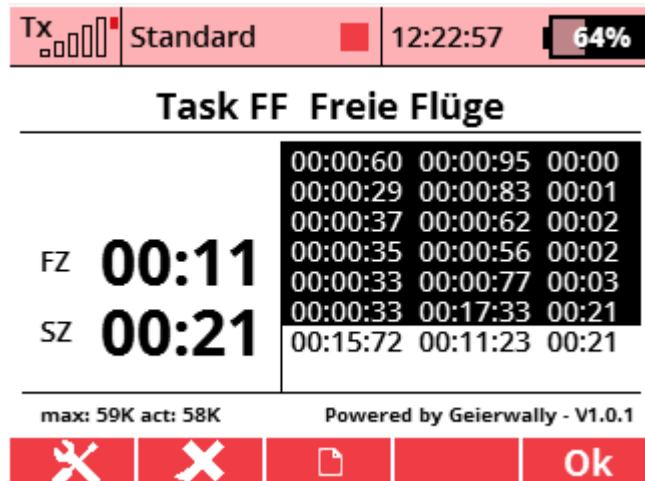 Tx Standard 12:22:57 64%
Task FF Freie Flüge
00:00:60 00:00:95 00:00
00:00:29 00:00:83 00:01
00:00:37 00:00:62 00:02
FZ 00:11 00:00:35 00:00:56 00:02
00:00:33 00:00:77 00:03
SZ 00:21 00:00:33 00:17:33 00:21
00:15:72 00:11:23 00:21
max: 59K act: 58K Powered by Geierwally - V1.0.1
Ok